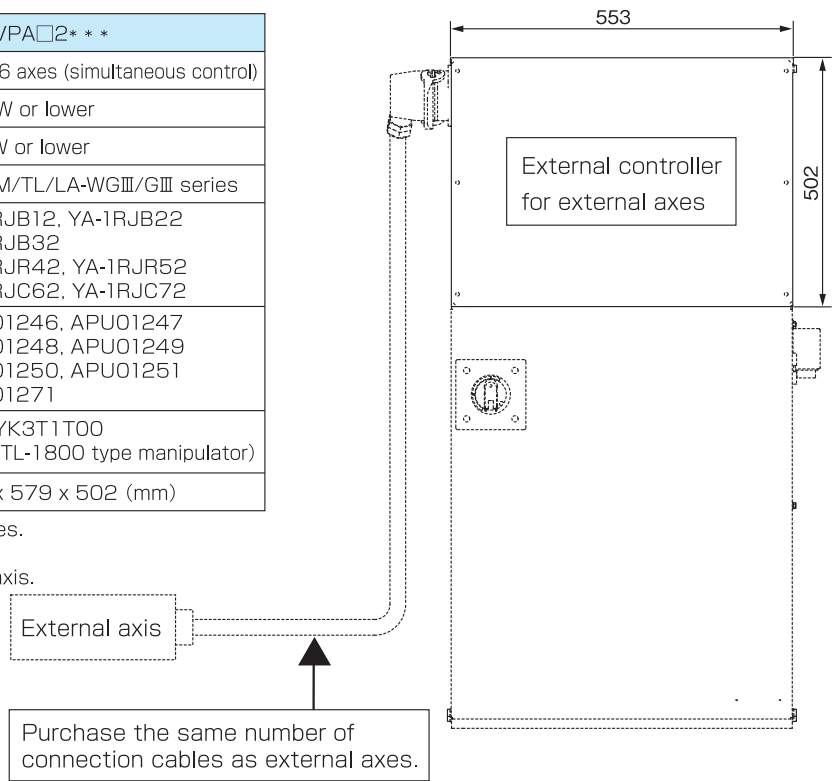 /PA□2***
6 axes (simultaneous control)
W or lower
W or lower
M/TL/LA-WGⅢ/GⅢ series
RJB12, YA-1RJB22
RJB32
RJR42, YA-1RJR52
RJC62, YA-1RJC72
01246, APU01247
01248, APU01249
01250, APU01251
01271
YK3T1T00
TL-1800 type manipulator)
x 579 x 502 (mm)
es.
axis.
553
502
External controller
for external axes
External axis
Purchase the same number of
connection cables as external axes.